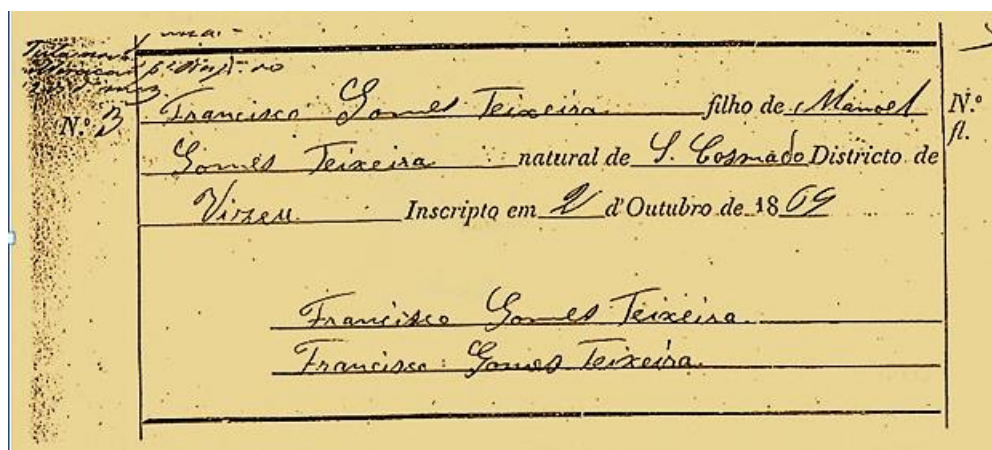 N.º 3
Francisco Gomes Teixeira filho de Manoel
Gomes Teixeira natural de S. Cosmado Districto de
Vizeu Inscripto em 2 d'Outubro de 1869
Francisco Gomes Teixeira
Francisco Gomes Teixeira
N.º
fl.